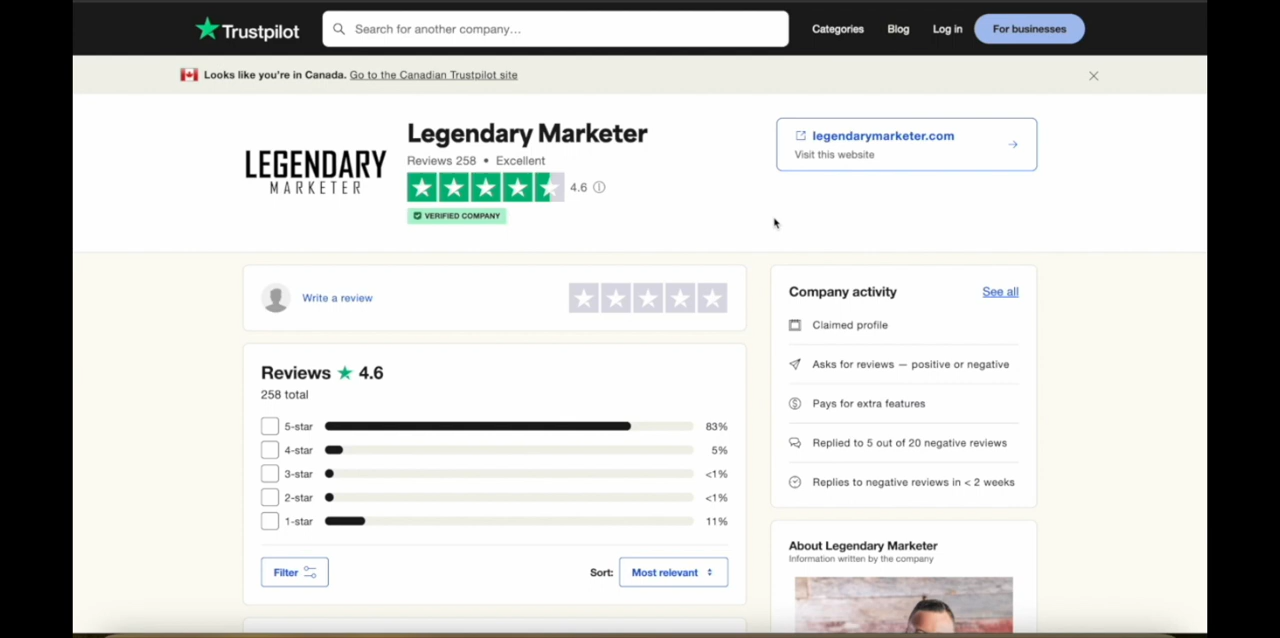 Trustpilot
Search for another company...
Categories
Blog
Log in
For businesses
Looks like you're in Canada. Go to the Canadian Trustpilot site
LEGENDARY
MARKETER
Legendary Marketer
Reviews 258 • Excellent
4.6
VERIFIED COMPANY
legendarymarketer.com
Visit this website
Write a review
Reviews ★ 4.6
258 total
5-star 83%
4-star 5%
3-star <1%
2-star <1%
1-star 11%
Filter
Sort: Most relevant
Company activity
See all
Claimed profile
Asks for reviews — positive or negative
Pays for extra features
Replied to 5 out of 20 negative reviews
Replies to negative reviews in < 2 weeks
About Legendary Marketer
Information written by the company